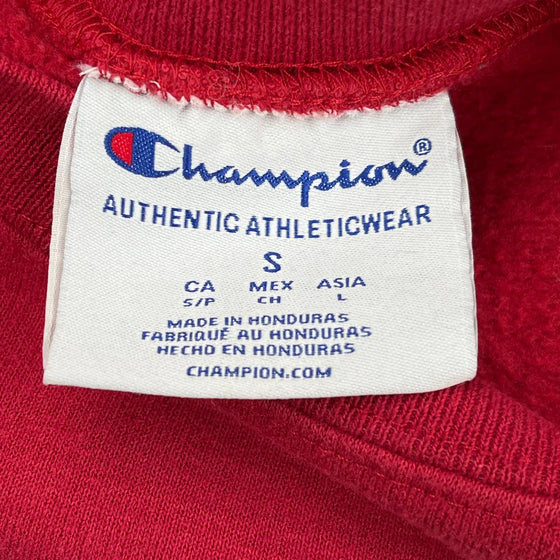 Champion®
AUTHENTIC ATHLETICWEAR
S
CA MEX ASIA
S/P CH L
MADE IN HONDURAS
FABRIQUÉ AU HONDURAS
HECHO EN HONDURAS
CHAMPION.COM